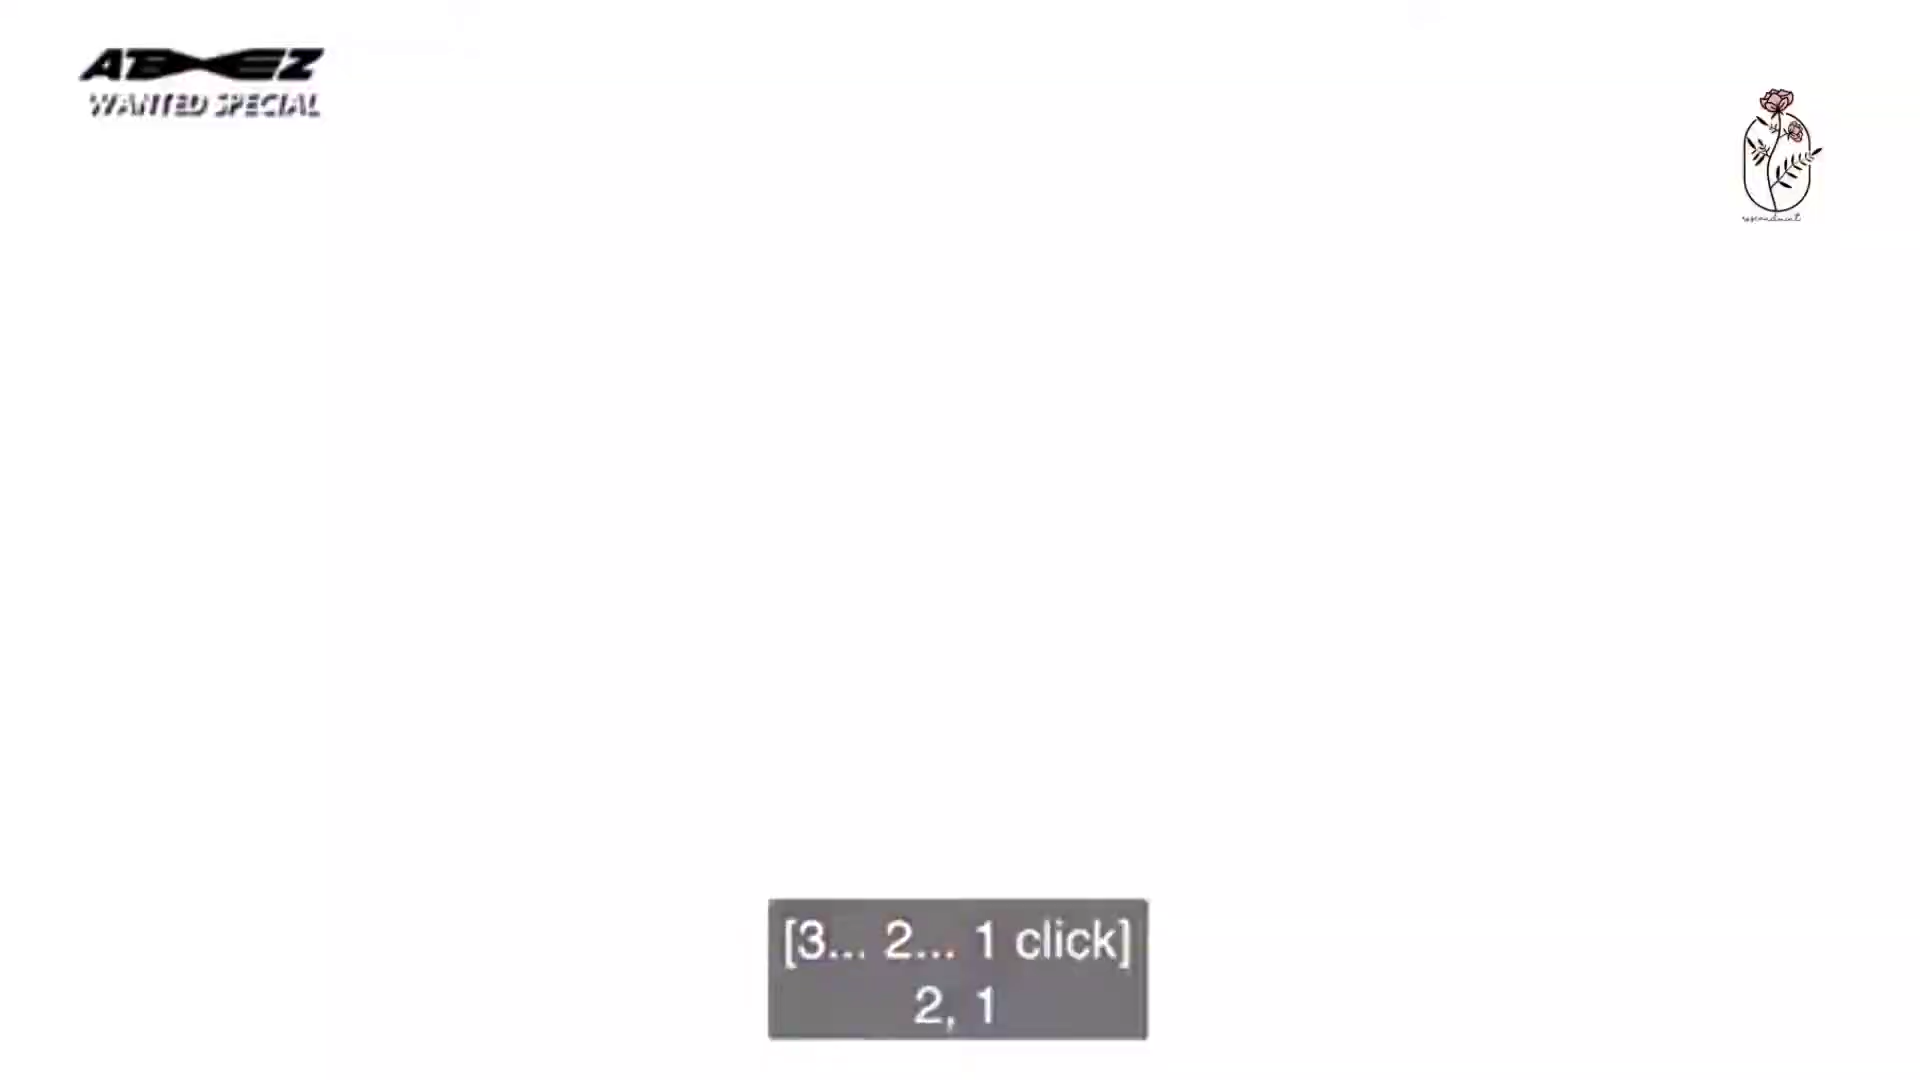 ATEEZ
WANTED SPECIAL
[3... 2... 1 click]
2, 1